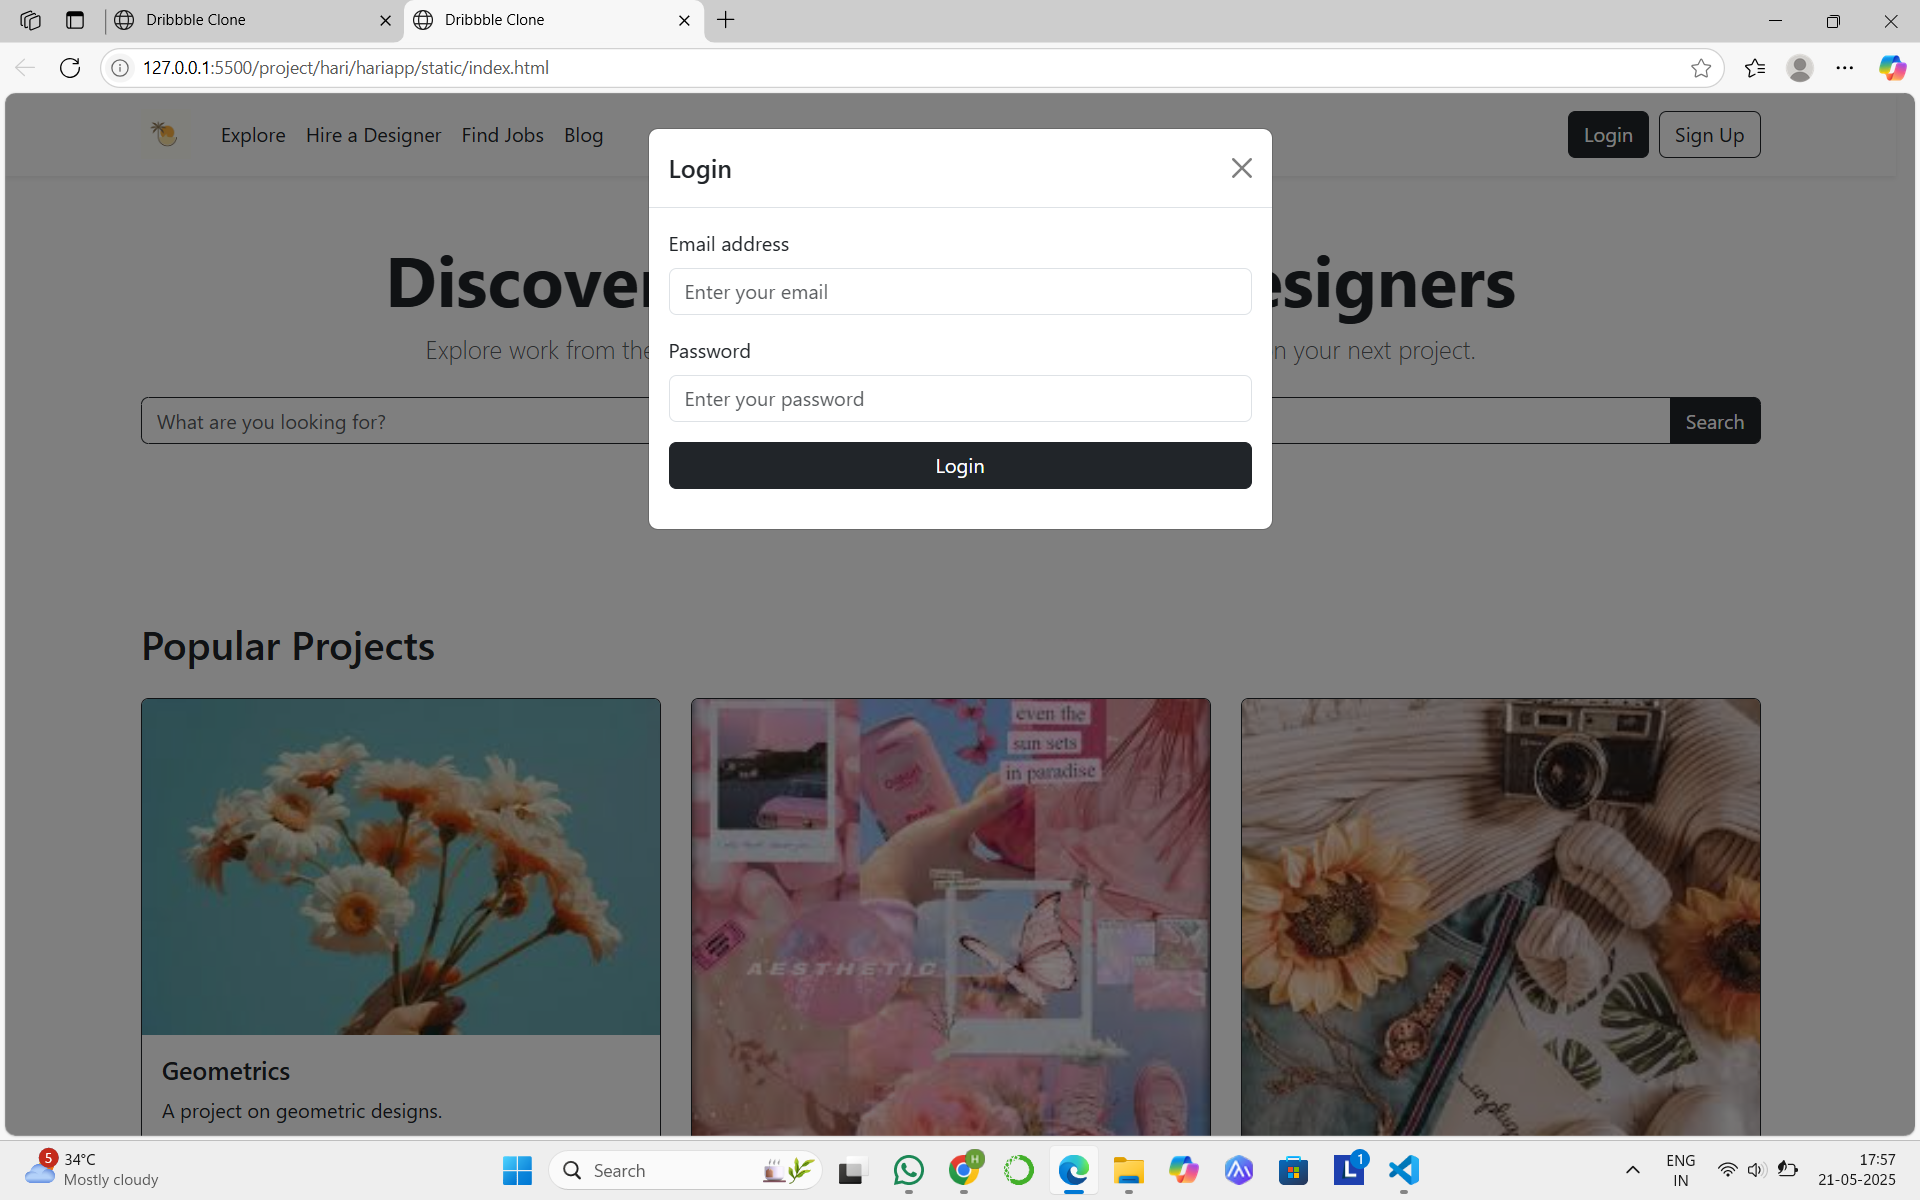 Dribbble Clone
Dribbble Clone
127.0.0.1:5500/project/hari/hariapp/static/index.html
Explore Hire a Designer Find Jobs Blog
Login Sign Up
Login
Email address
Enter your email
Password
Enter your password
Login
Discover
esigners
Explore work from the
n your next project.
What are you looking for?
Search
Popular Projects
even the
sun sets
in paradise
AESTHETIC
Geometrics
A project on geometric designs.
5
34°C
Mostly cloudy
Search
H
L
1
ENG
IN
17:57
21-05-2025